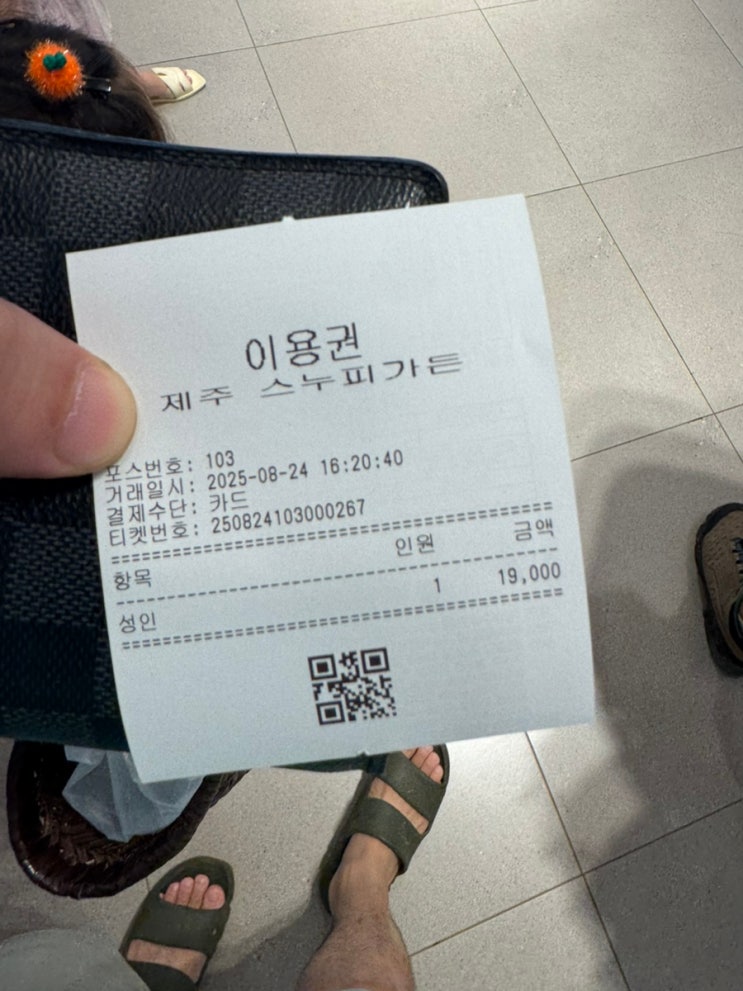 이용권
제주 스누피가든
포스번호: 103
거래일시: 2025-08-24 16:20:40
결제수단: 카드
티켓번호: 250824103000267
항목 인원 금액
성인 1 19,000